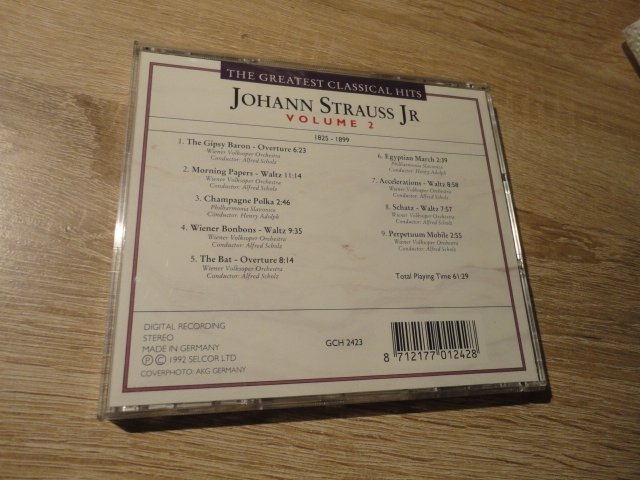 THE GREATEST CLASSICAL HITS
JOHANN STRAUSS JR
VOLUME 2
1825 - 1899
1. The Gipsy Baron - Overture 6:23
Wiener Volksoper Orchestra
Conductor: Alfred Scholz
2. Morning Papers - Waltz 11:14
Wiener Volksoper Orchestra
Conductor: Alfred Scholz
3. Champagne Polka 2:46
Philharmonia Slavonica
Conductor: Henry Adolph
4. Wiener Bonbons - Waltz 9:35
Wiener Volksoper Orchestra
Conductor: Alfred Scholz
5. The Bat - Overture 8:14
Wiener Volksoper Orchestra
Conductor: Alfred Scholz
6. Egyptian March 2:39
Philharmonia Slavonica
Conductor: Henry Adolph
7. Accelerations - Waltz 8:58
Wiener Volksoper Orchestra
Conductor: Alfred Scholz
8. Schatz - Waltz 7:57
Wiener Volksoper Orchestra
Conductor: Alfred Scholz
9. Perpetuum Mobile 2:55
Wiener Volksoper Orchestra
Conductor: Alfred Scholz
Total Playing Time 61:29
DIGITAL RECORDING
STEREO
MADE IN GERMANY
Ⓟ © 1992 SELCOR LTD
COVERPHOTO: AKG GERMANY
GCH 2423
8 712177 012428